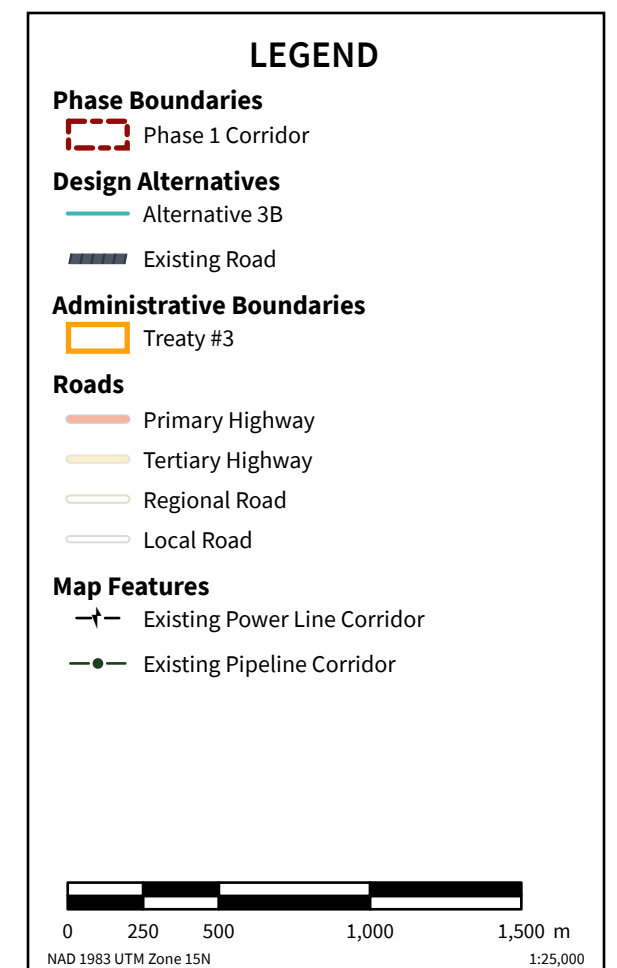 LEGEND
Phase Boundaries
Phase 1 Corridor
Design Alternatives
Alternative 3B
Existing Road
Administrative Boundaries
Treaty #3
Roads
Primary Highway
Tertiary Highway
Regional Road
Local Road
Map Features
Existing Power Line Corridor
Existing Pipeline Corridor
0 250 500 1,000 1,500 m
NAD 1983 UTM Zone 15N 1:25,000